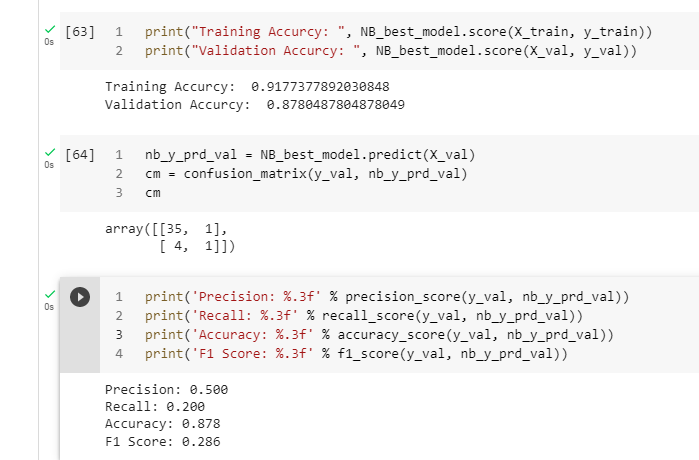 [63] 1 print("Training Accurcy: ", NB_best_model.score(X_train, y_train))
0s 2 print("Validation Accurcy: ", NB_best_model.score(X_val, y_val))
Training Accurcy:  0.9177377892030848
Validation Accurcy:  0.8780487804878049
[64] 1 nb_y_prd_val = NB_best_model.predict(X_val)
0s 2 cm = confusion_matrix(y_val, nb_y_prd_val)
3 cm
array([[35,  1],
       [ 4,  1]])
1 print('Precision: %.3f' % precision_score(y_val, nb_y_prd_val))
0s 2 print('Recall: %.3f' % recall_score(y_val, nb_y_prd_val))
3 print('Accuracy: %.3f' % accuracy_score(y_val, nb_y_prd_val))
4 print('F1 Score: %.3f' % f1_score(y_val, nb_y_prd_val))
Precision: 0.500
Recall: 0.200
Accuracy: 0.878
F1 Score: 0.286